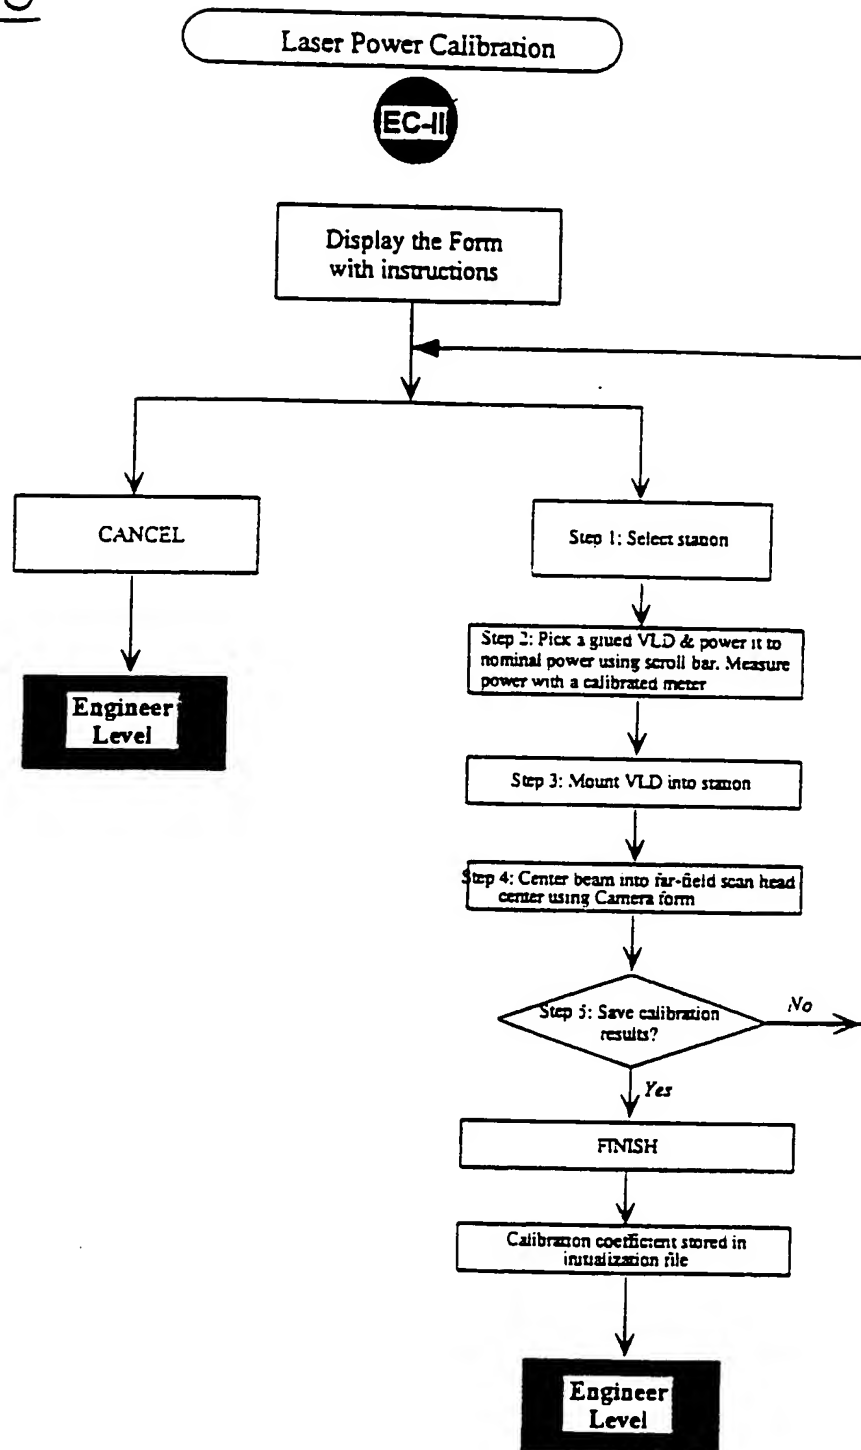 Laser Power Calibration
EC-II
Display the Form
with instructions
CANCEL
Engineer
Level
Step 1: Select station
Step 2: Pick a glued VLD & power it to
nominal power using scroll bar. Measure
power with a calibrated meter
Step 3: Mount VLD into station
Step 4: Center beam into far-field scan head
center using Camera form
Step 5: Save calibration
results?
No
Yes
FINISH
Calibration coefficient stored in
initialization file
Engineer
Level